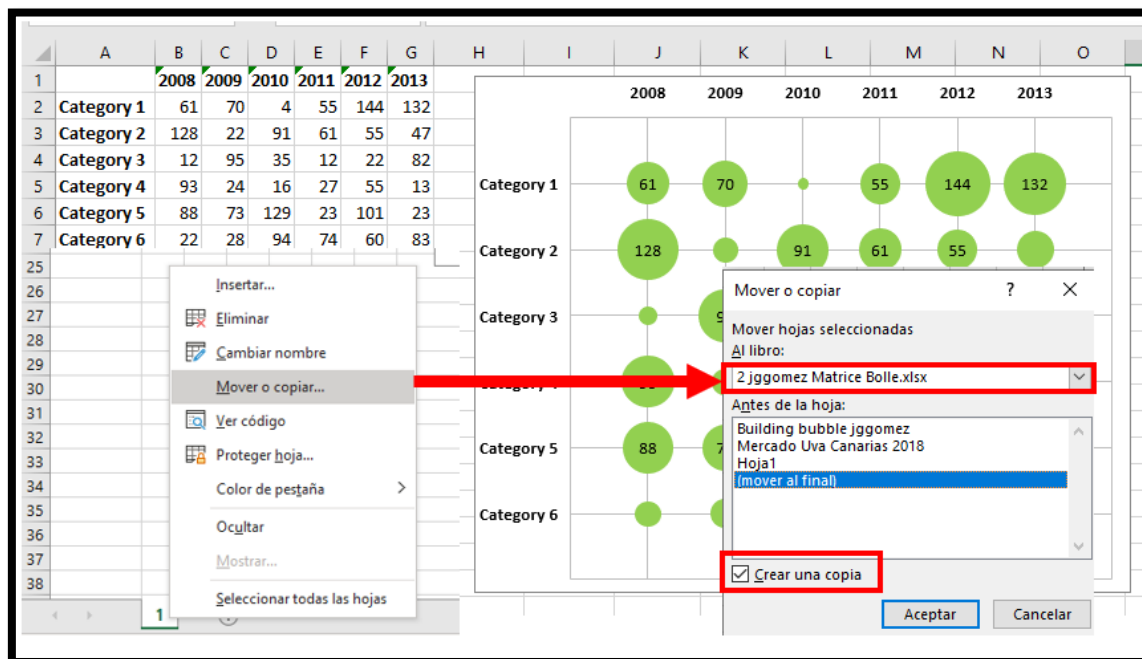 A B C D E F G H I J K L M N O
1 2008 2009 2010 2011 2012 2013
2 Category 1 61 70 4 55 144 132
3 Category 2 128 22 91 61 55 47
4 Category 3 12 95 35 12 22 82
5 Category 4 93 24 16 27 55 13
6 Category 5 88 73 129 23 101 23
7 Category 6 22 28 94 74 60 83
25
26
27
28
29
30
31
32
33
34
35
36
37
38
Insertar...
Eliminar
Cambiar nombre
Mover o copiar...
Ver código
Proteger hoja...
Color de pestaña
Ocultar
Mostrar...
Seleccionar todas las hojas
1
2008 2009 2010 2011 2012 2013
Category 1 61 70 55 144 132
Category 2 128 91 61 55
Category 3
Category 5 88
Category 6
Mover o copiar ?
Mover hojas seleccionadas
Al libro:
2 jggomez Matrice Bolle.xlsx
Antes de la hoja:
Building bubble jggomez
Mercado Uva Canarias 2018
Hoja1
(mover al final)
Crear una copia
Aceptar Cancelar